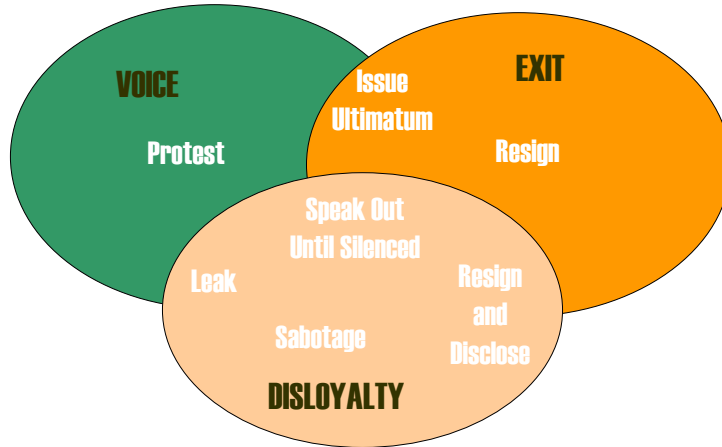 VOICE
EXIT
Issue
Ultimatum
Protest
Resign
Speak Out
Until Silenced
Leak
Resign
and
Disclose
Sabotage
DISLOYALTY